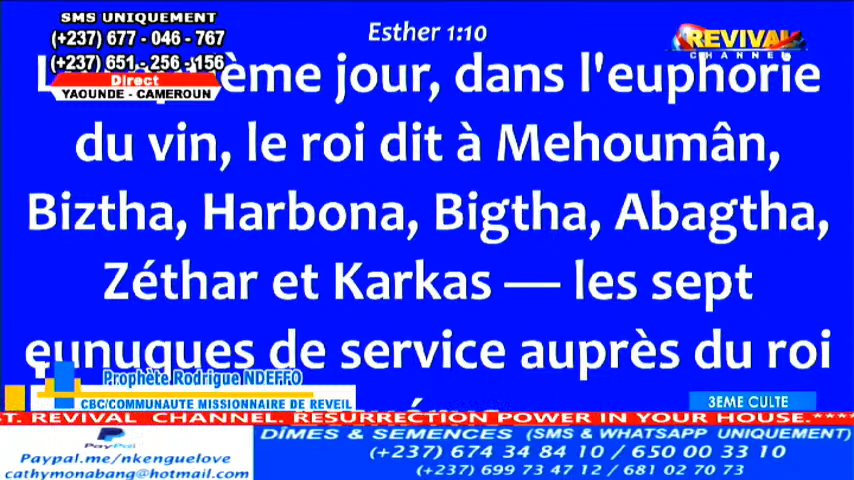 SMS UNIQUEMENT
(+237) 677 - 046 - 767
(+237) 651 - 256 - 156
Direct
YAOUNDE - CAMEROUN
Esther 1:10
REVIVAL
CHANNEL
ème jour, dans l'euphorie
du vin, le roi dit à Mehoumân,
Biztha, Harbona, Bigtha, Abagtha,
Zéthar et Karkas — les sept
eunuques de service auprès du roi
Prophète Rodrigue NDEFFO
CBC/COMMUNAUTE MISSIONNAIRE DE REVEIL
3EME CULTE
REVIVAL CHANNEL. RESURRECTION POWER IN YOUR HOUSE.****
PayPal
Paypal.me/nkenguelove
cathymonabang@hotmail.com
DÎMES & SEMENCES (SMS & WHATSAPP UNIQUEMENT)
(+237) 674 34 84 10 / 650 00 33 10
(+237) 699 73 47 12 / 681 02 70 73